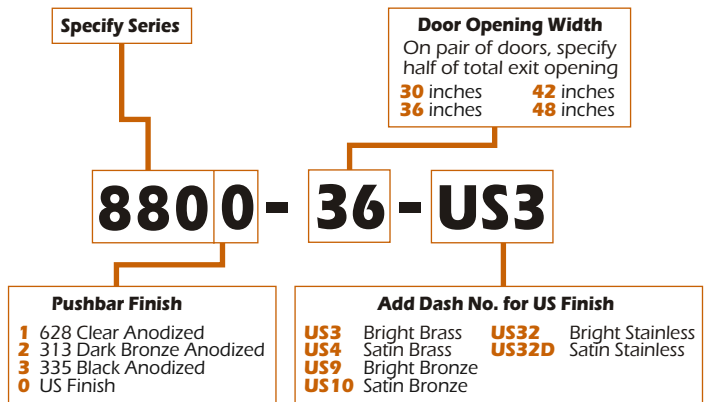 Specify Series
Door Opening Width
On pair of doors, specify
half of total exit opening
30 inches 42 inches
36 inches 48 inches
8800 - 36 - US3
Pushbar Finish
1 628 Clear Anodized
2 313 Dark Bronze Anodized
3 335 Black Anodized
0 US Finish
Add Dash No. for US Finish
US3 Bright Brass US32 Bright Stainless
US4 Satin Brass US32D Satin Stainless
US9 Bright Bronze
US10 Satin Bronze